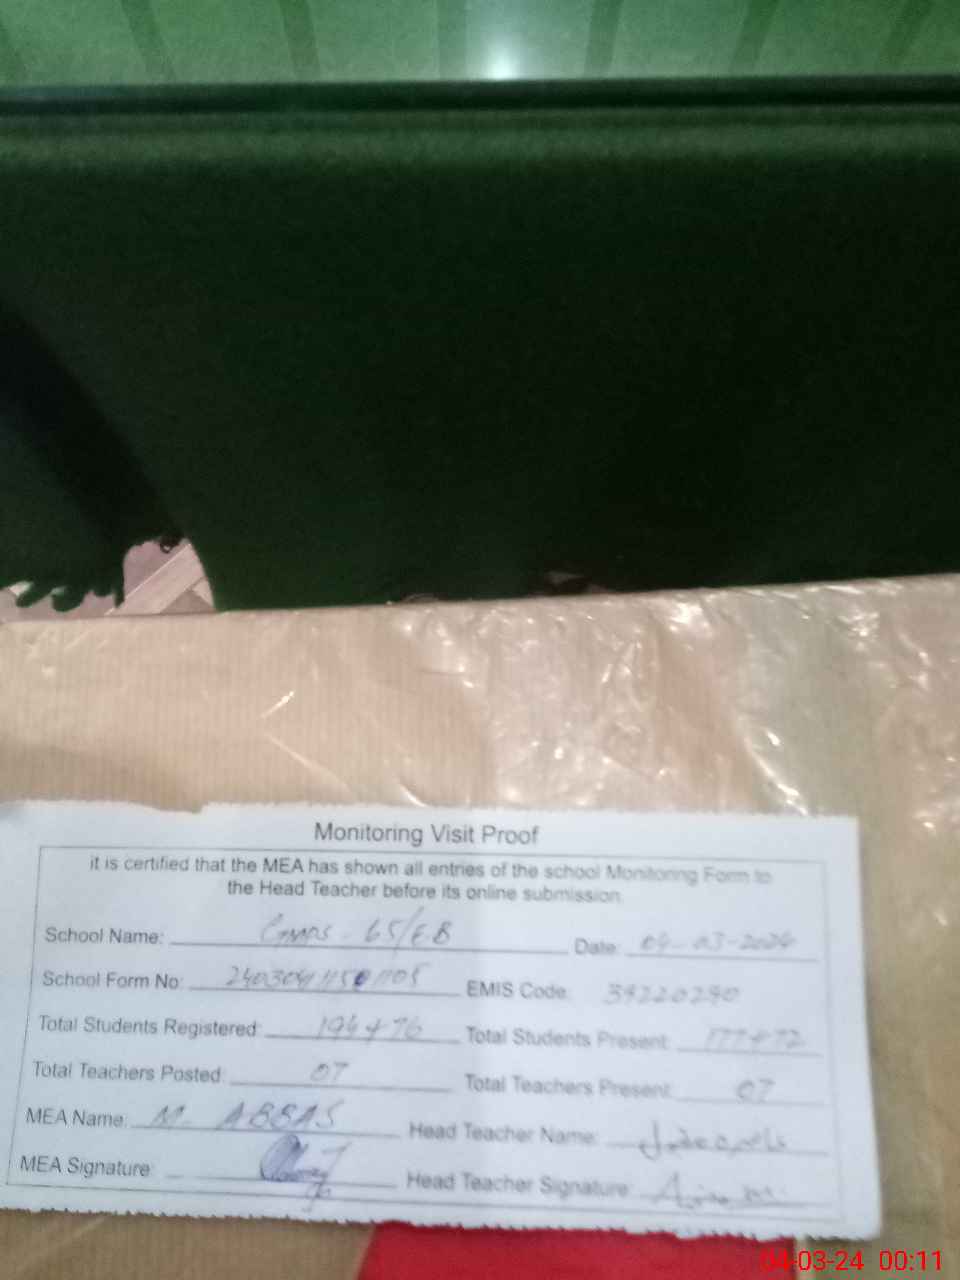 Monitoring Visit Proof
it is certified that the MEA has shown all entries of the school Monitoring Form to
the Head Teacher before its online submission.
School Name: GMPS - 65/EB Date: 04-03-2024
School Form No: EMIS Code: 39220290
Total Students Registered: 194+76 Total Students Present: 177+72
Total Teachers Posted: 07 Total Teachers Present: 07
MEA Name: M. ABBAS Head Teacher Name:
MEA Signature: Head Teacher Signature:
04-03-24 00:11